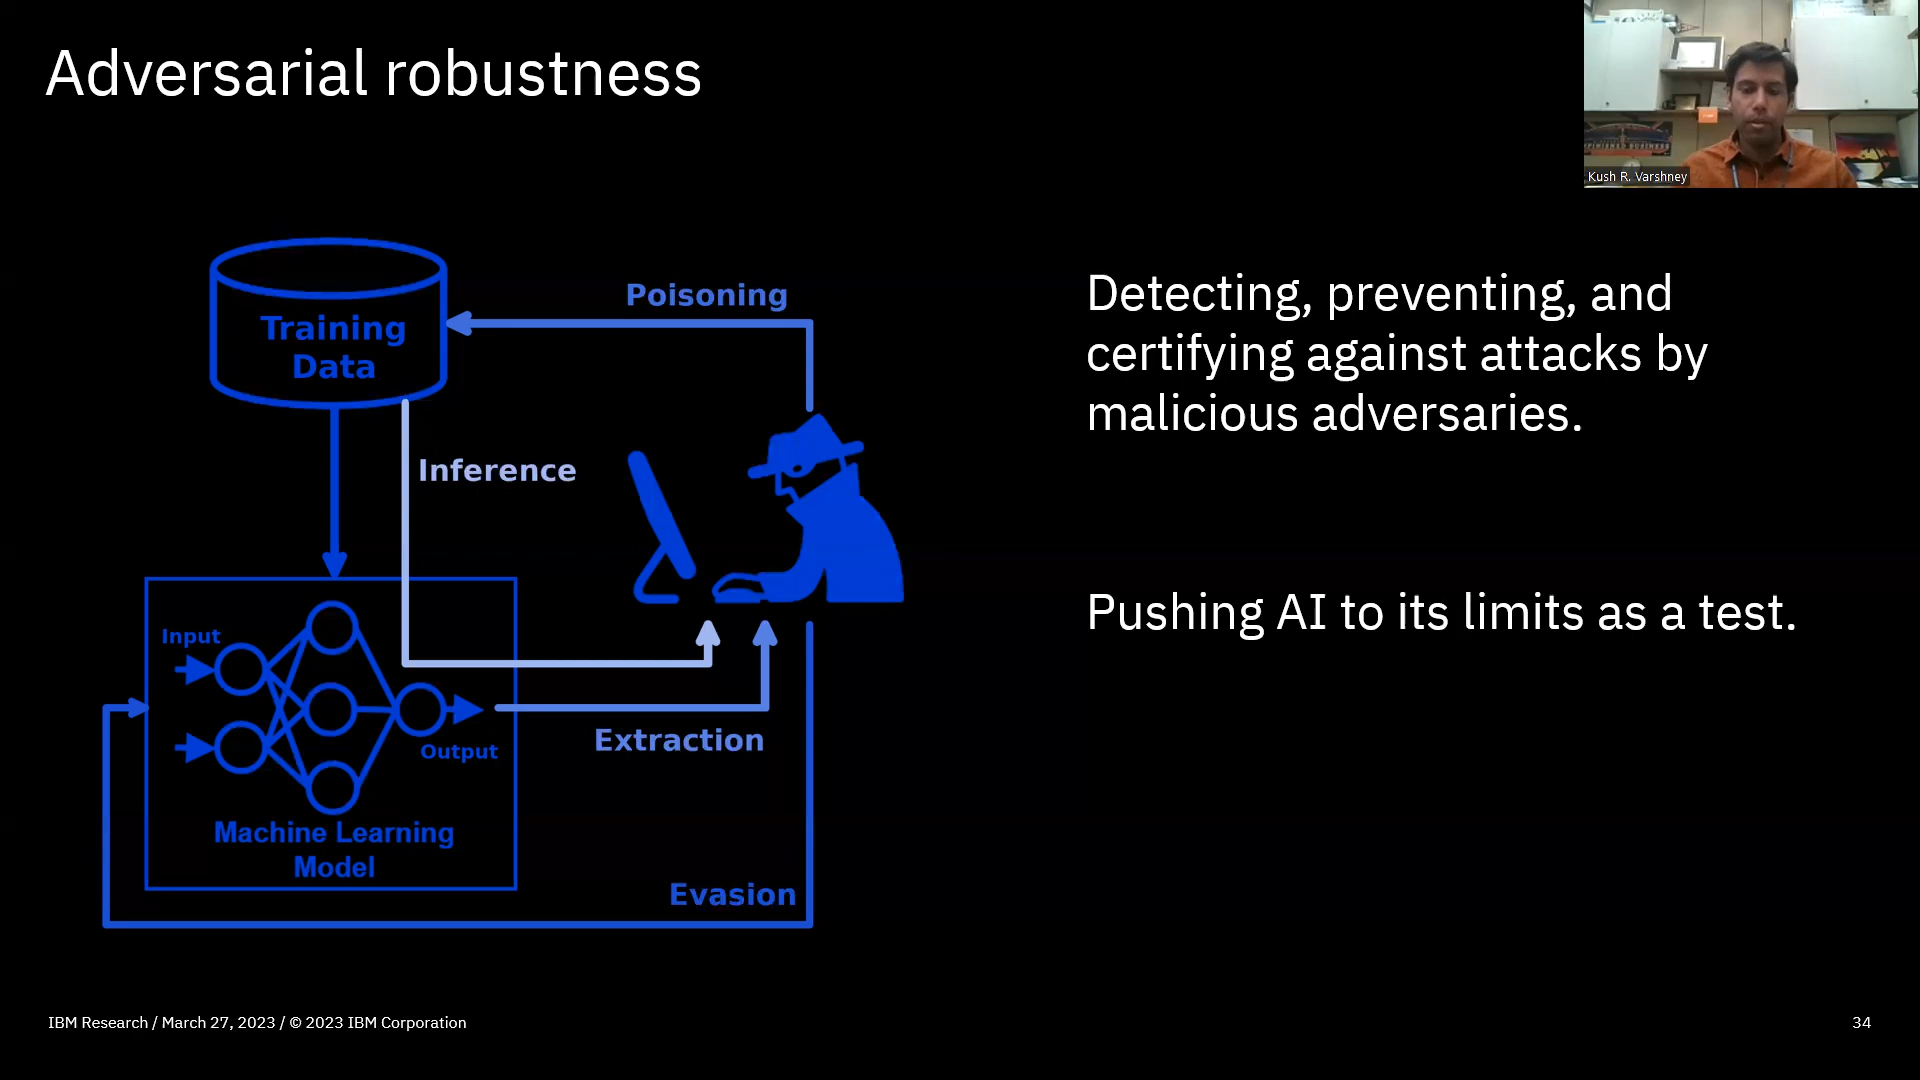 Adversarial robustness
Kush R. Varshney
Training
Data
Poisoning
Inference
Input
Output
Extraction
Machine Learning
Model
Evasion
Detecting, preventing, and
certifying against attacks by
malicious adversaries.
Pushing AI to its limits as a test.
IBM Research / March 27, 2023 / © 2023 IBM Corporation
34